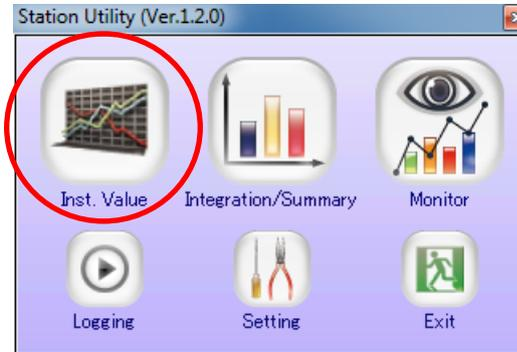 Station Utility (Ver.1.2.0)
Inst. Value Integration/Summary Monitor
Logging Setting Exit